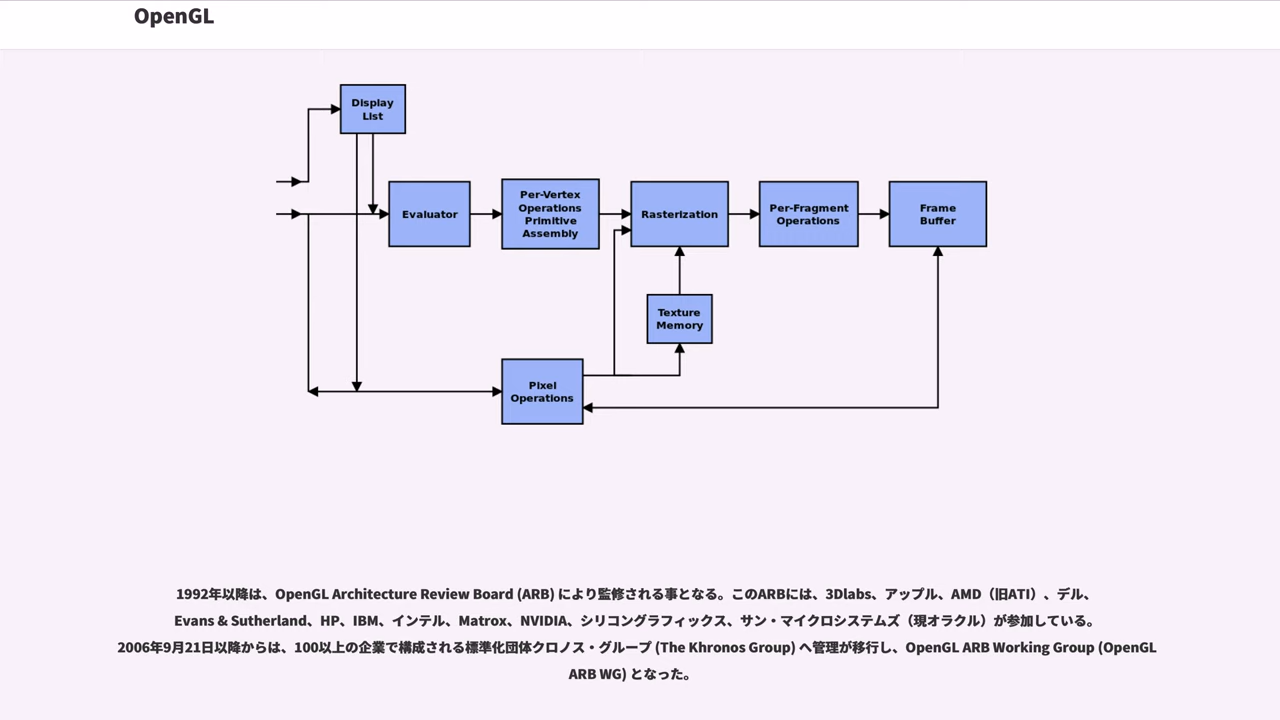 OpenGL
Display
List
Evaluator
Per-Vertex
Operations
Primitive
Assembly
Rasterization
Per-Fragment
Operations
Frame
Buffer
Texture
Memory
Pixel
Operations
1992年以降は、OpenGL Architecture Review Board (ARB) により監修される事となる。このARBには、3Dlabs、アップル、AMD（旧ATI）、デル、
Evans & Sutherland、HP、IBM、インテル、Matrox、NVIDIA、シリコングラフィックス、サン・マイクロシステムズ（現オラクル）が参加している。
2006年9月21日以降からは、100以上の企業で構成される標準化団体クロノス・グループ (The Khronos Group) へ管理が移行し、OpenGL ARB Working Group (OpenGL
ARB WG) となった。